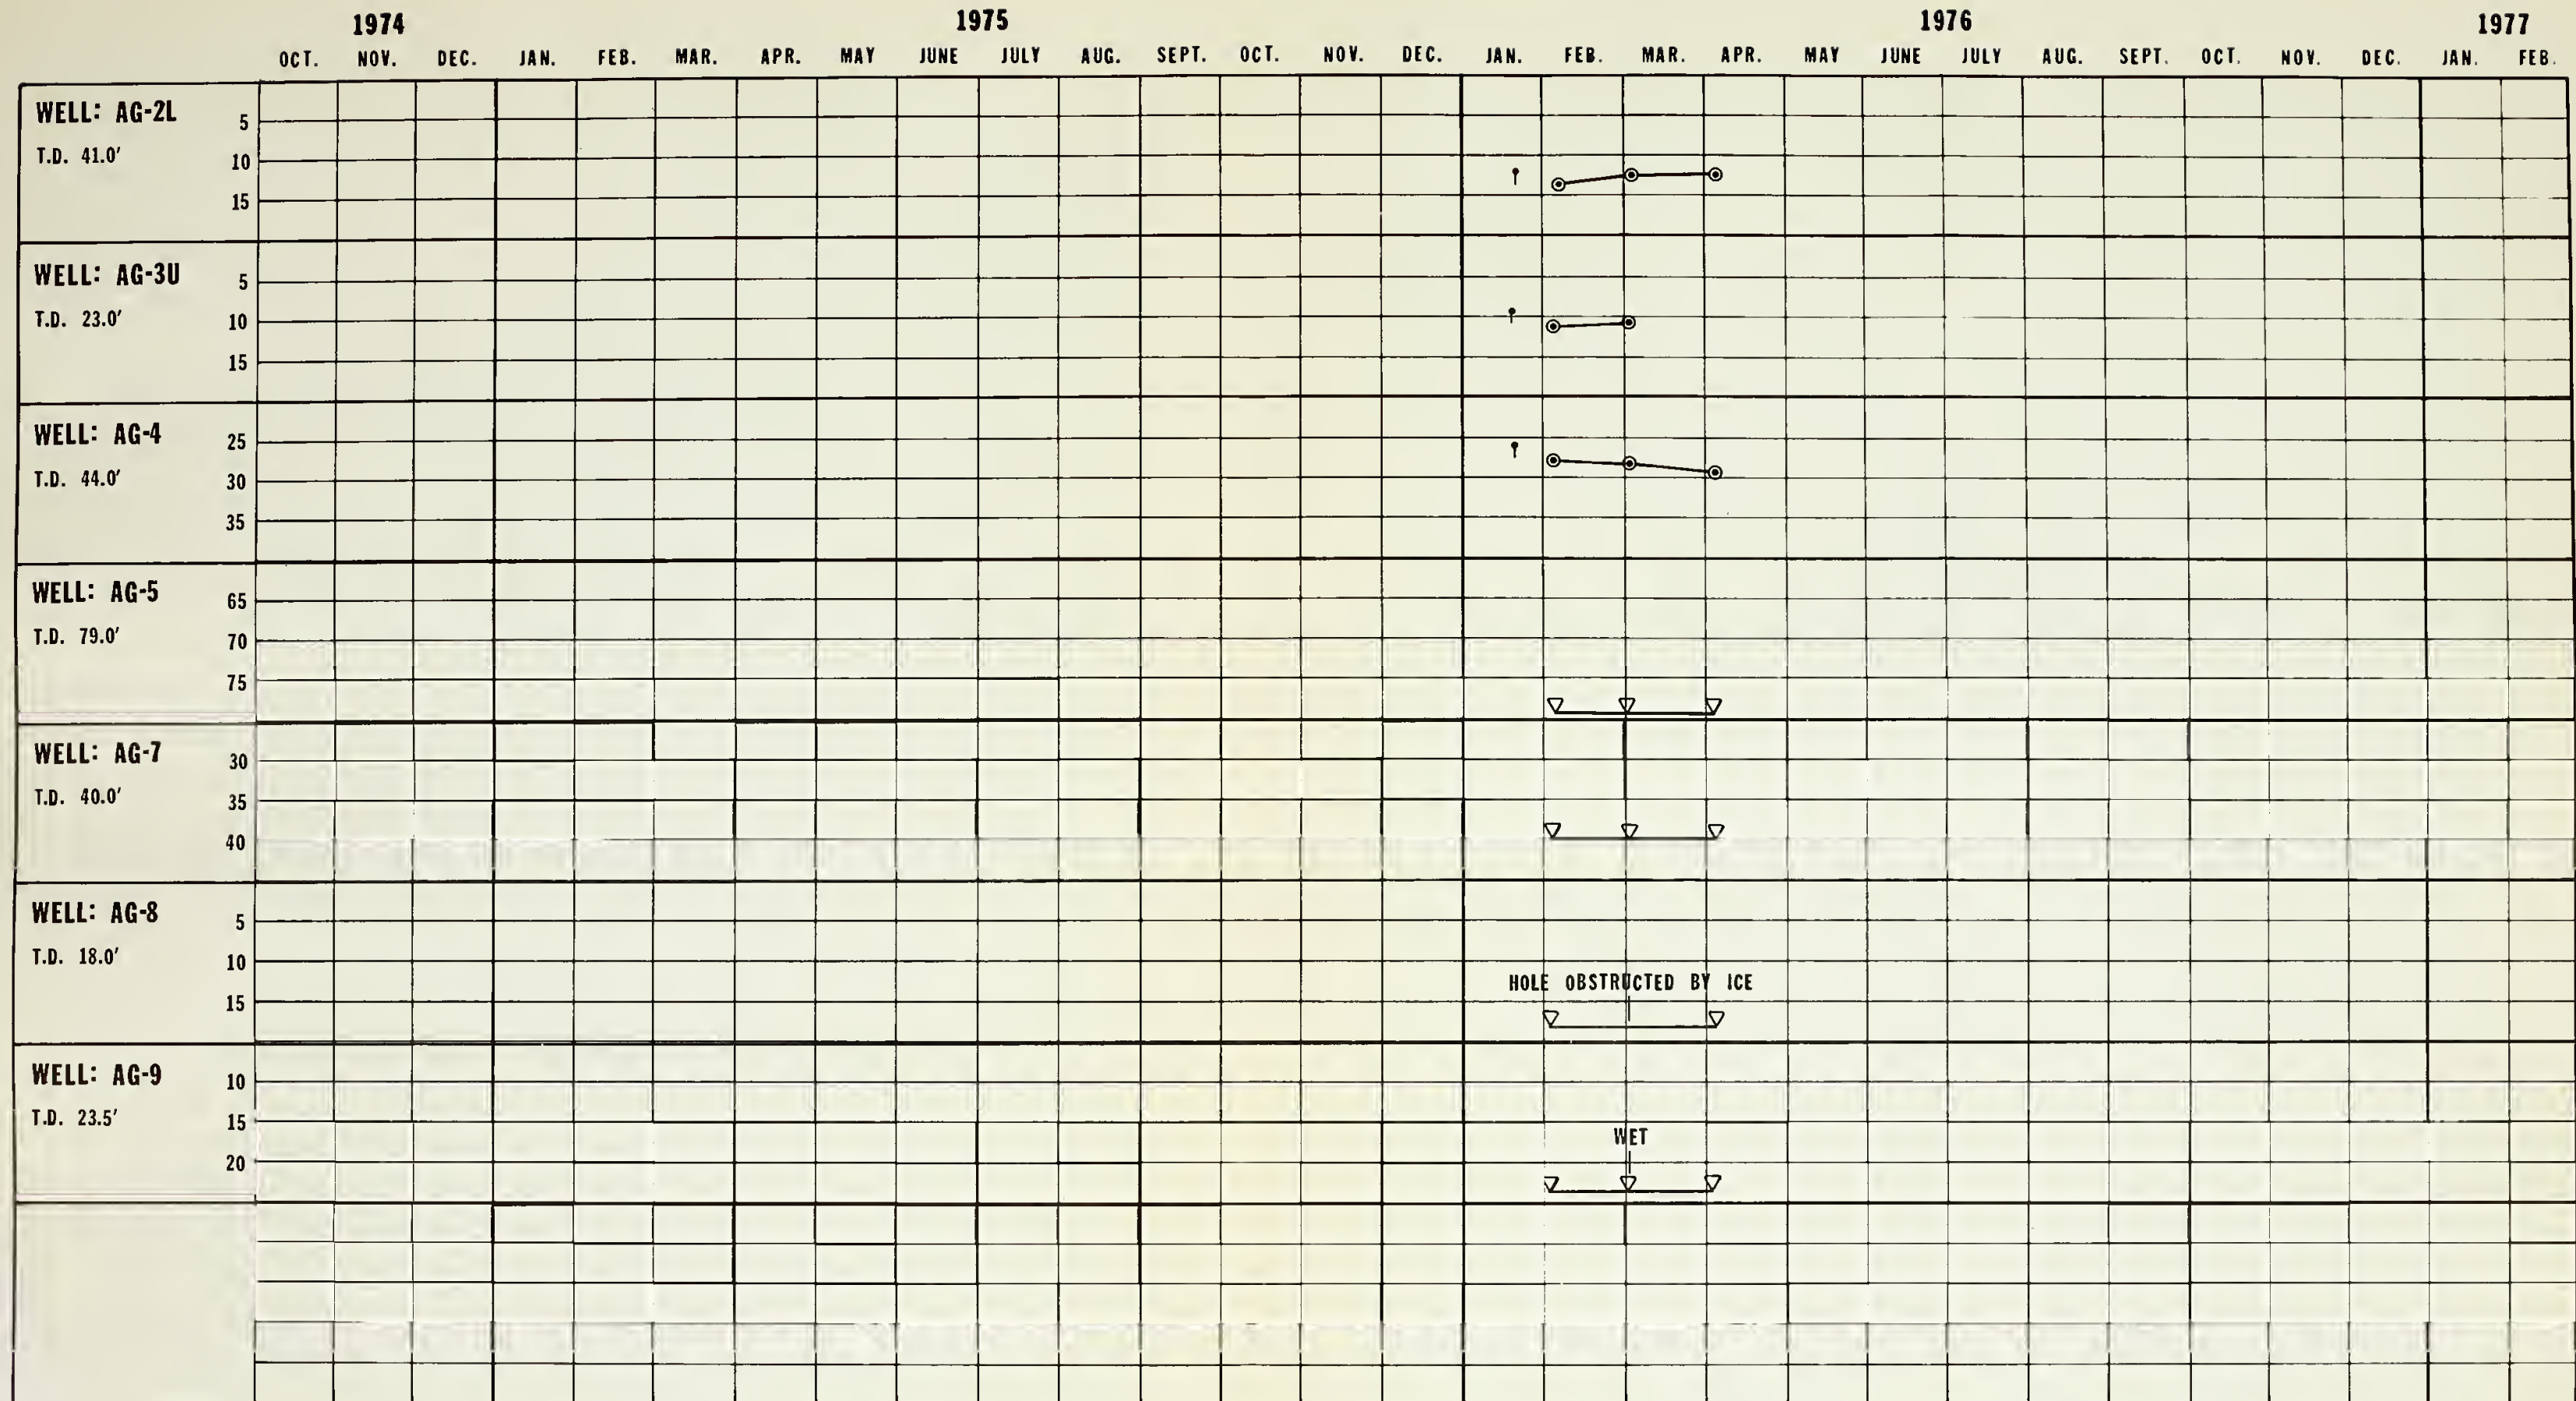 1974 1975 1976 1977
OCT. NOV. DEC. JAN. FEB. MAR. APR. MAY JUNE JULY AUG. SEPT. OCT. NOV. DEC. JAN. FEB. MAR. APR. MAY JUNE JULY AUG. SEPT. OCT. NOV. DEC. JAN. FEB.
WELL: AG-2L
5
T.D. 41.0′
10
15
WELL: AG-3U
5
T.D. 23.0′
10
15
WELL: AG-4
25
T.D. 44.0′
30
35
WELL: AG-5
65
T.D. 79.0′
70
75
WELL: AG-7
30
T.D. 40.0′
35
40
WELL: AG-8
5
T.D. 18.0′
10
HOLE OBSTRUCTED BY ICE
15
WELL: AG-9
10
T.D. 23.5′
15
WET
20